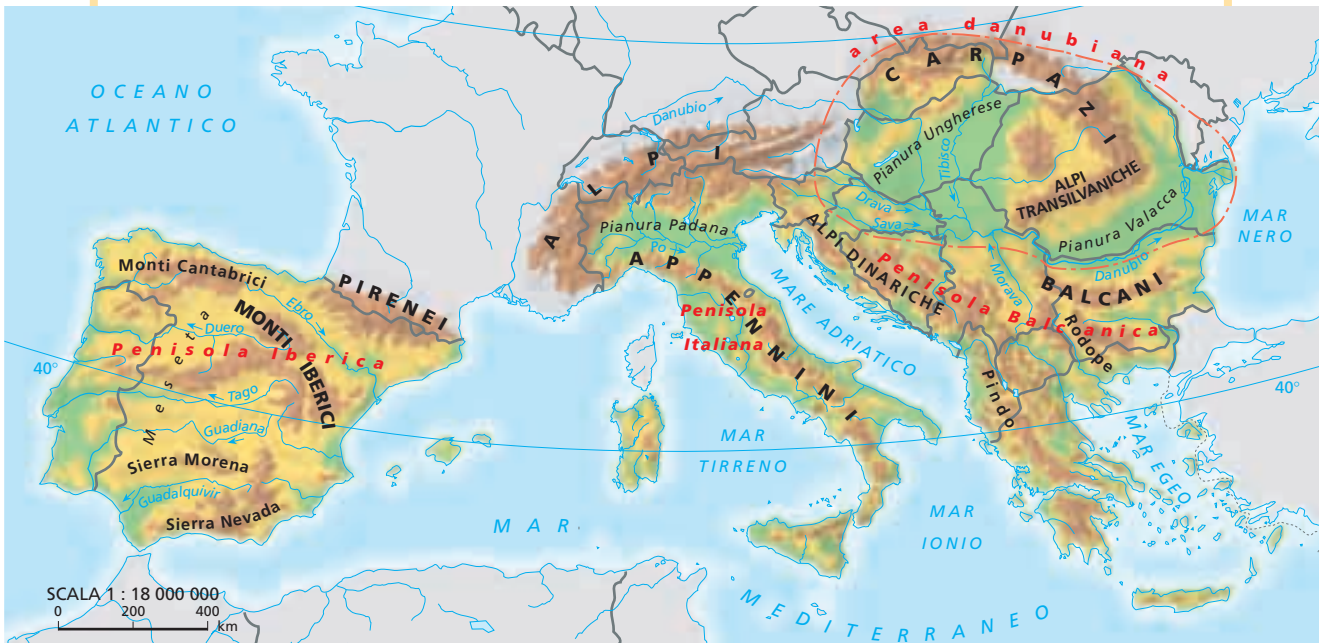 OCEANO
ATLANTICO
area danubiana
CARPAZI
Danubio
Pianura Ungherese
Tibisco
ALPI
ALPI
TRANSILVANICHE
Pianura Valacca
MAR
NERO
Drava
Sava
Pianura Padana
Po
ALPI DINARICHE
Danubio
Morava
BALCANI
Penisola Balcanica
Rodope
Pindo
Monti Cantabrici
PIRENEI
Ebro
Duero
MONTI
IBERICI
Penisola Iberica
Meseta
Tago
Guadiana
Sierra Morena
Guadalquivir
Sierra Nevada
APPENNINI
Penisola
Italiana
MARE ADRIATICO
40°
40°
MAR
TIRRENO
MAR
IONIO
MAR EGEO
MAR
MEDITERRANEO
SCALA 1 : 18 000 000
0 200 400
km